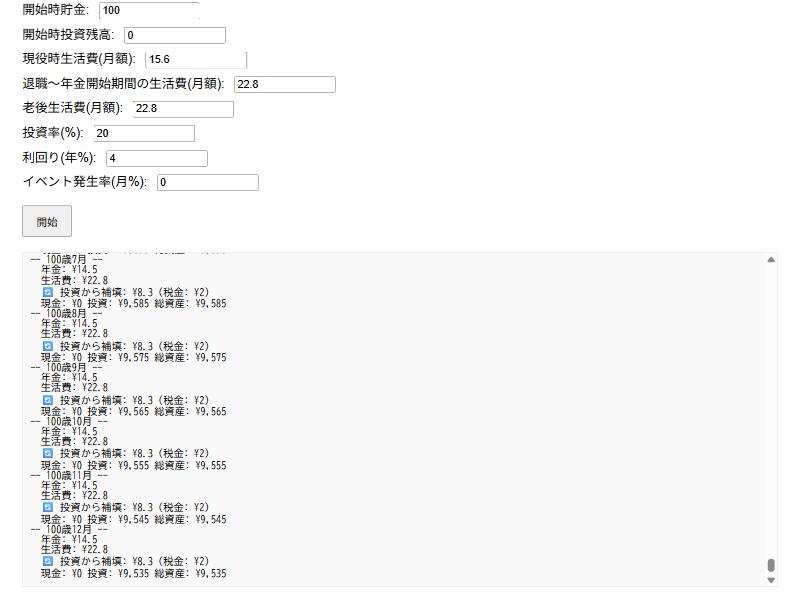 開始時貯金: 100
開始時投資残高: 0
現役時生活費(月額): 15.6
退職～年金開始期間の生活費(月額): 22.8
老後生活費(月額): 22.8
投資率(%): 20
利回り(年%): 4
イベント発生率(月%): 0
開始
-- 100歳7月 --
年金: ¥14.5
生活費: ¥22.8
投資から補填: ¥8.3 (税金: ¥2)
現金: ¥0 投資: ¥9,585 総資産: ¥9,585
-- 100歳8月 --
年金: ¥14.5
生活費: ¥22.8
投資から補填: ¥8.3 (税金: ¥2)
現金: ¥0 投資: ¥9,575 総資産: ¥9,575
-- 100歳9月 --
年金: ¥14.5
生活費: ¥22.8
投資から補填: ¥8.3 (税金: ¥2)
現金: ¥0 投資: ¥9,565 総資産: ¥9,565
-- 100歳10月 --
年金: ¥14.5
生活費: ¥22.8
投資から補填: ¥8.3 (税金: ¥2)
現金: ¥0 投資: ¥9,555 総資産: ¥9,555
-- 100歳11月 --
年金: ¥14.5
生活費: ¥22.8
投資から補填: ¥8.3 (税金: ¥2)
現金: ¥0 投資: ¥9,545 総資産: ¥9,545
-- 100歳12月 --
年金: ¥14.5
生活費: ¥22.8
投資から補填: ¥8.3 (税金: ¥2)
現金: ¥0 投資: ¥9,535 総資産: ¥9,535